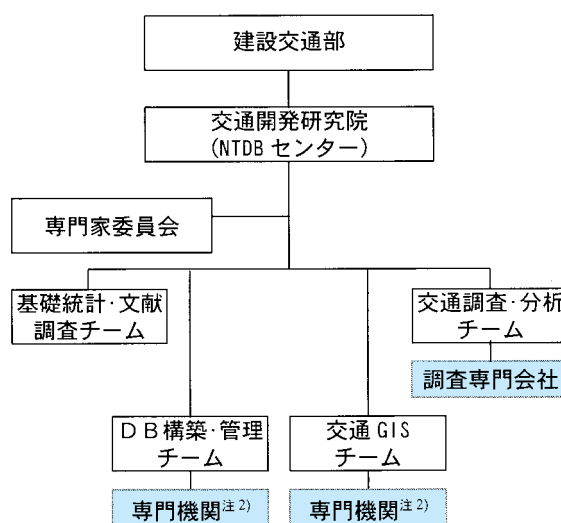 建設交通部
交通開発研究院
(NTDB センター)
専門家委員会
基礎統計・文献
調査チーム
交通調査・分析
チーム
調査専門会社
DB構築・管理
チーム
交通 GIS
チーム
専門機関注2)
専門機関注2)